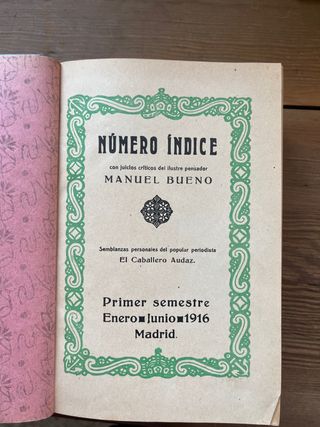 NÚMERO ÍNDICE
con juicios críticos del ilustre pensador
MANUEL BUENO
Semblanzas personales del popular periodista
El Caballero Audaz.
Primer semestre
Enero■Junio■1916
Madrid.